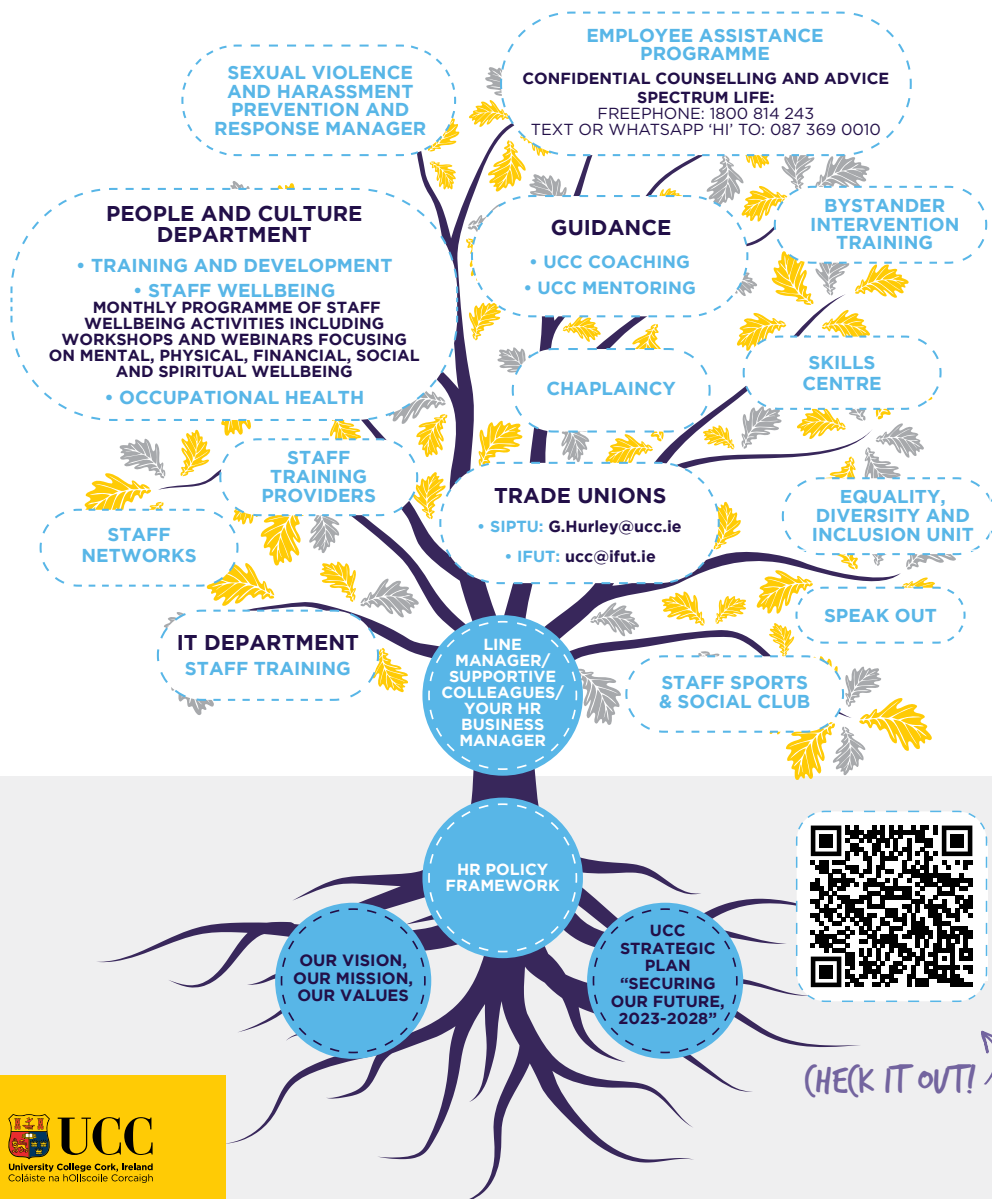 SEXUAL VIOLENCE
AND HARASSMENT
PREVENTION AND
RESPONSE MANAGER
EMPLOYEE ASSISTANCE
PROGRAMME
CONFIDENTIAL COUNSELLING AND ADVICE
SPECTRUM LIFE:
FREEPHONE: 1800 814 243
TEXT OR WHATSAPP ‘HI’ TO: 087 369 0010
PEOPLE AND CULTURE
DEPARTMENT
• TRAINING AND DEVELOPMENT
• STAFF WELLBEING
MONTHLY PROGRAMME OF STAFF
WELLBEING ACTIVITIES INCLUDING
WORKSHOPS AND WEBINARS FOCUSING
ON MENTAL, PHYSICAL, FINANCIAL, SOCIAL
AND SPIRITUAL WELLBEING
• OCCUPATIONAL HEALTH
GUIDANCE
• UCC COACHING
• UCC MENTORING
BYSTANDER
INTERVENTION
TRAINING
CHAPLAINCY
SKILLS
CENTRE
STAFF
TRAINING
PROVIDERS
TRADE UNIONS
• SIPTU: G.Hurley@ucc.ie
• IFUT: ucc@ifut.ie
EQUALITY,
DIVERSITY AND
INCLUSION UNIT
STAFF
NETWORKS
SPEAK OUT
IT DEPARTMENT
STAFF TRAINING
LINE
MANAGER/
SUPPORTIVE
COLLEAGUES/
YOUR HR
BUSINESS
MANAGER
STAFF SPORTS
& SOCIAL CLUB
HR POLICY
FRAMEWORK
OUR VISION,
OUR MISSION,
OUR VALUES
UCC
STRATEGIC
PLAN
“SECURING
OUR FUTURE,
2023-2028”
CHECK IT OUT!
UCC
University College Cork, Ireland
Coláiste na hOllscoile Corcaigh